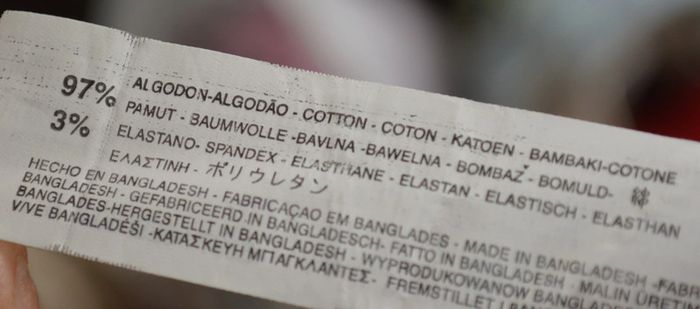 97% ALGODON-ALGODÃO - COTTON - COTON - KATOEN - BAMBAKI-COTONE
PAMUT - BAUMWOLLE -BAVLNA -BAWELNA - BOMBAZ - BOMULD- 綿
3% ELASTANO- SPANDEX - ELASTHANE - ELASTAN - ELASTISCH - ELASTHAN
ΕΛΑΣΤΙΝΗ - ポリウレタン
HECHO EN BANGLADESH - FABRICAÇAO EM BANGLADES - MADE IN BANGLADESH -FABR
BANGLADESH - GEFABRICEERD IN BANGLADESCH- FATTO IN BANGLADESH - MALIN ÜRETIM
BANGLADES-HERGESTELLT IN BANGLADESH - WYPRODUKOWANOW BANGLADES
V/VE BANGLADÉŠI -ΚΑΤΑΣΚΕΥΗ ΜΠΑΓΚΛΑΝΤΕΣ- FREMSTILLET I BANG